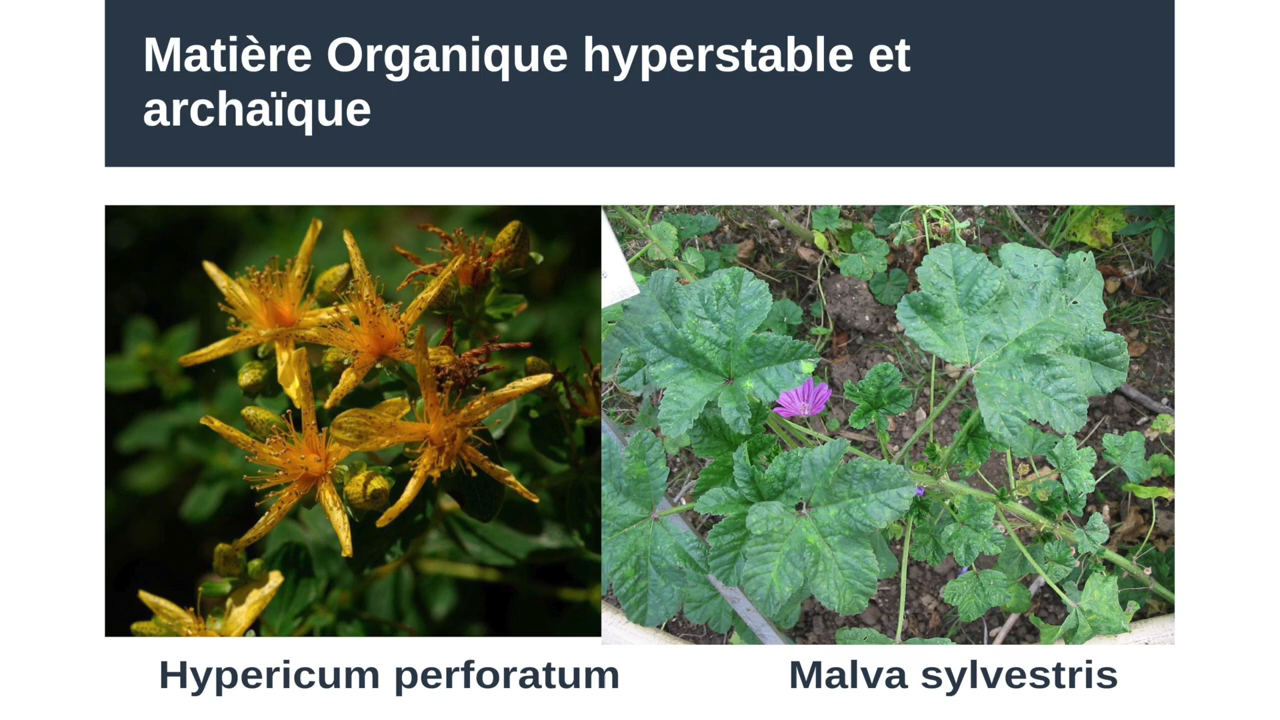 Matière Organique hyperstable et
archaïque
Hypericum perforatum
Malva sylvestris